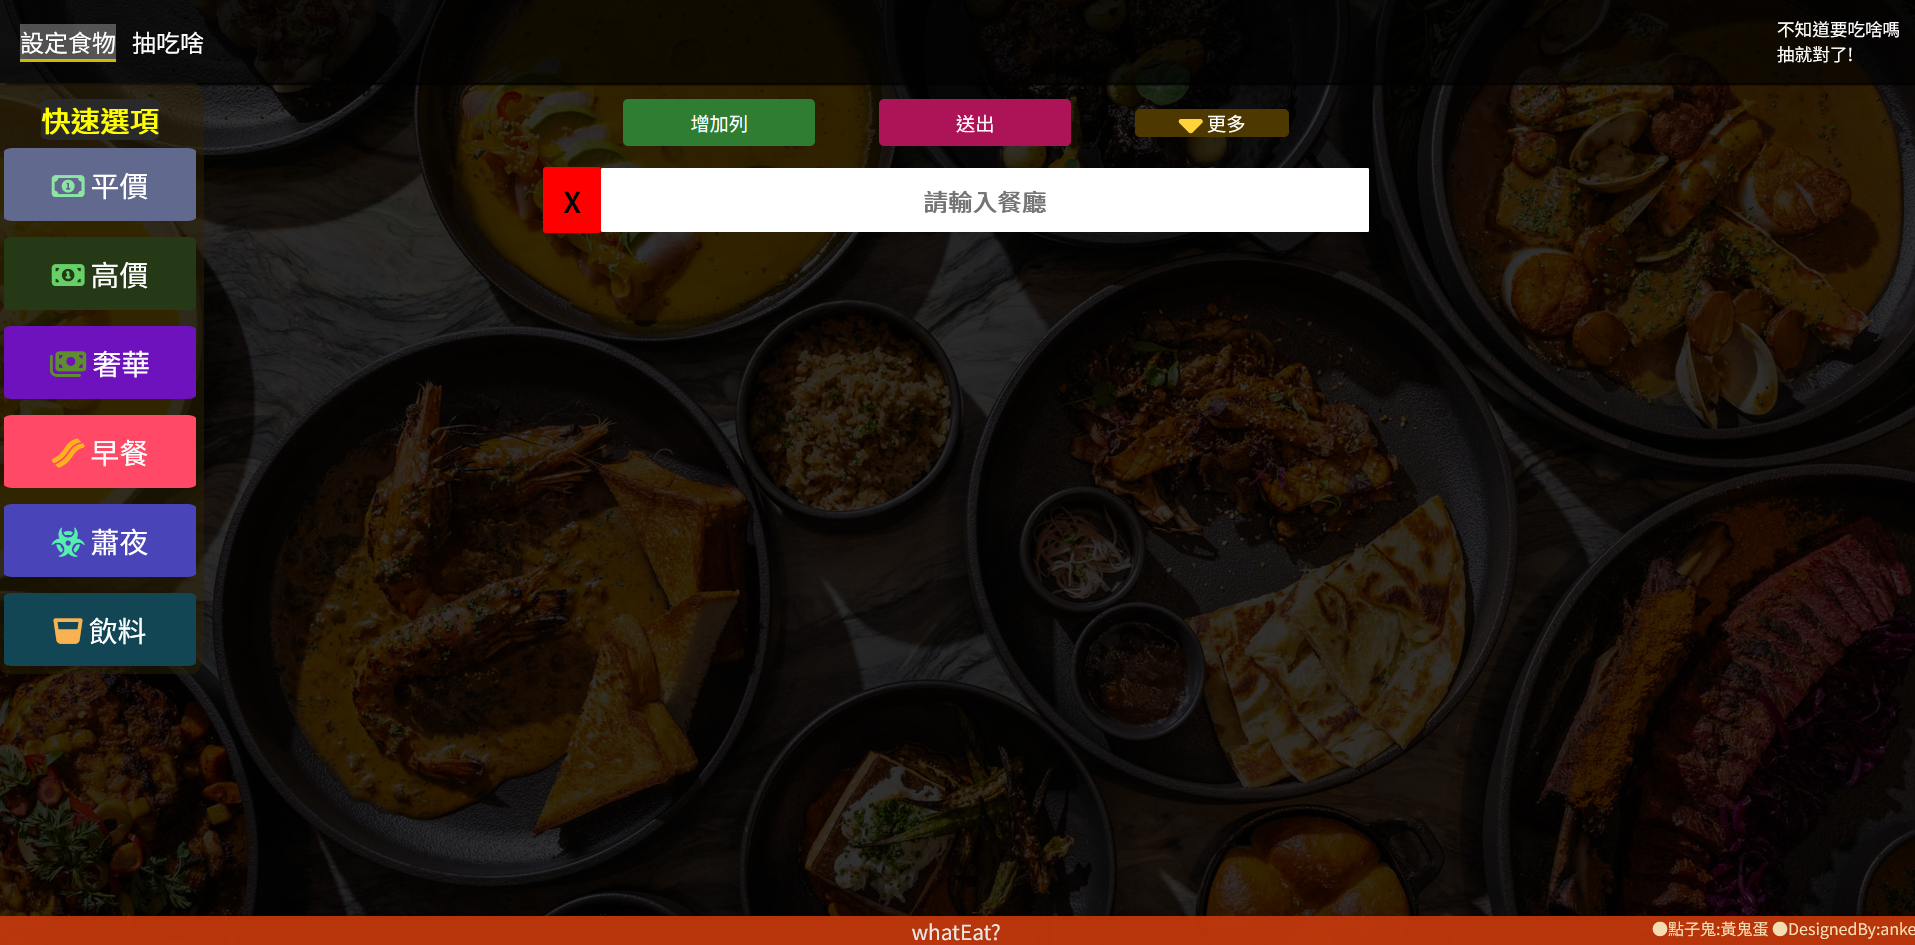 設定食物 抽吃啥
不知道要吃啥嗎
抽就對了!
快速選項
平價
高價
奢華
早餐
蕭夜
飲料
增加列 送出 更多
X 請輸入餐廳
whatEat?
●點子鬼:黃鬼蛋 ●DesignedBy:anke